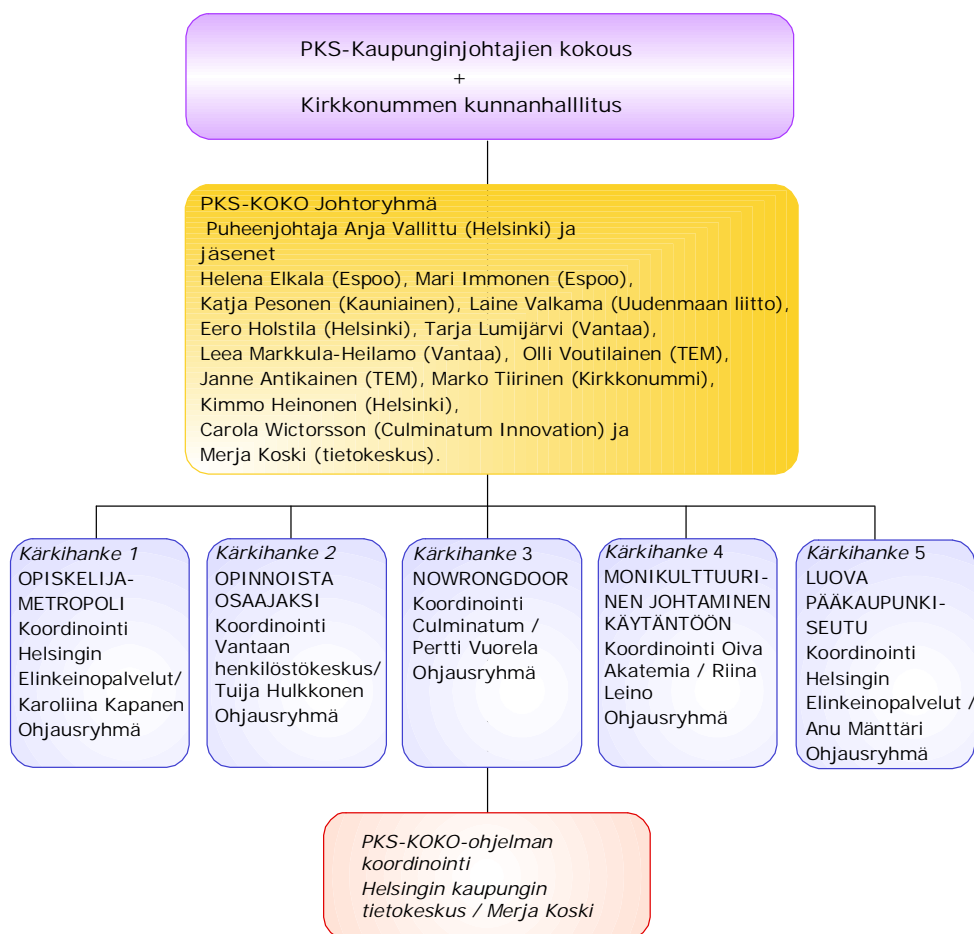 PKS-Kaupunginjohtajien kokous
+
Kirkkonummen kunnanhalllitus
PKS-KOKO Johtoryhmä
Puheenjohtaja Anja Vallittu (Helsinki) ja
jäsenet
Helena Elkala (Espoo), Mari Immonen (Espoo),
Katja Pesonen (Kauniainen), Laine Valkama (Uudenmaan liitto),
Eero Holstila (Helsinki), Tarja Lumijärvi (Vantaa),
Leea Markkula-Heilamo (Vantaa), Olli Voutilainen (TEM),
Janne Antikainen (TEM), Marko Tiirinen (Kirkkonummi),
Kimmo Heinonen (Helsinki),
Carola Wictorsson (Culminatum Innovation) ja
Merja Koski (tietokeskus).
Kärkihanke 1
OPISKELIJA-
METROPOLI
Koordinointi
Helsingin
Elinkeinopalvelut/
Karoliina Kapanen
Ohjausryhmä
Kärkihanke 2
OPINNOISTA
OSAAJAKSI
Koordinointi
Vantaan
henkilöstökeskus/
Tuija Hulkkonen
Ohjausryhmä
Kärkihanke 3
NOWRONGDOOR
Koordinointi
Culminatum /
Pertti Vuorela
Ohjausryhmä
Kärkihanke 4
MONIKULTTUURI-
NEN JOHTAMINEN
KÄYTÄNTÖÖN
Koordinointi Oiva
Akatemia / Riina
Leino
Ohjausryhmä
Kärkihanke 5
LUOVA
PÄÄKAUPUNKI-
SEUTU
Koordinointi
Helsingin
Elinkeinopalvelut /
Anu Mänttäri
Ohjausryhmä
PKS-KOKO-ohjelman
koordinointi
Helsingin kaupungin
tietokeskus / Merja Koski